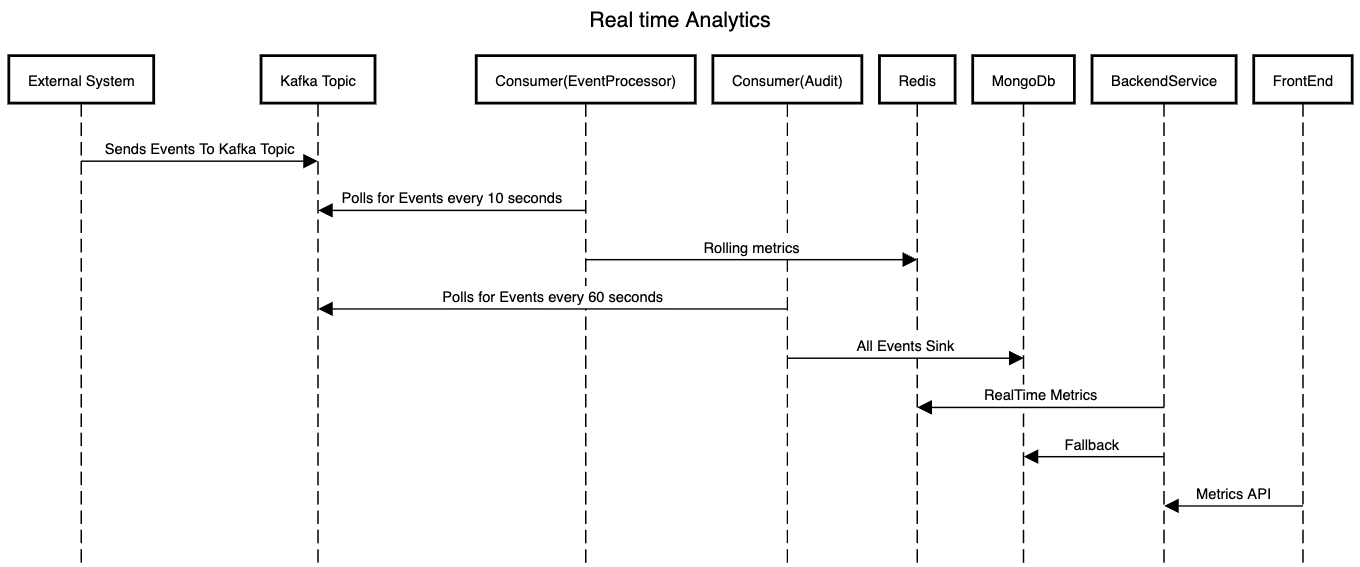 Real time Analytics
External System
Kafka Topic
Consumer(EventProcessor)
Consumer(Audit)
Redis
MongoDb
BackendService
FrontEnd
Sends Events To Kafka Topic
Polls for Events every 10 seconds
Rolling metrics
Polls for Events every 60 seconds
All Events Sink
RealTime Metrics
Fallback
Metrics API